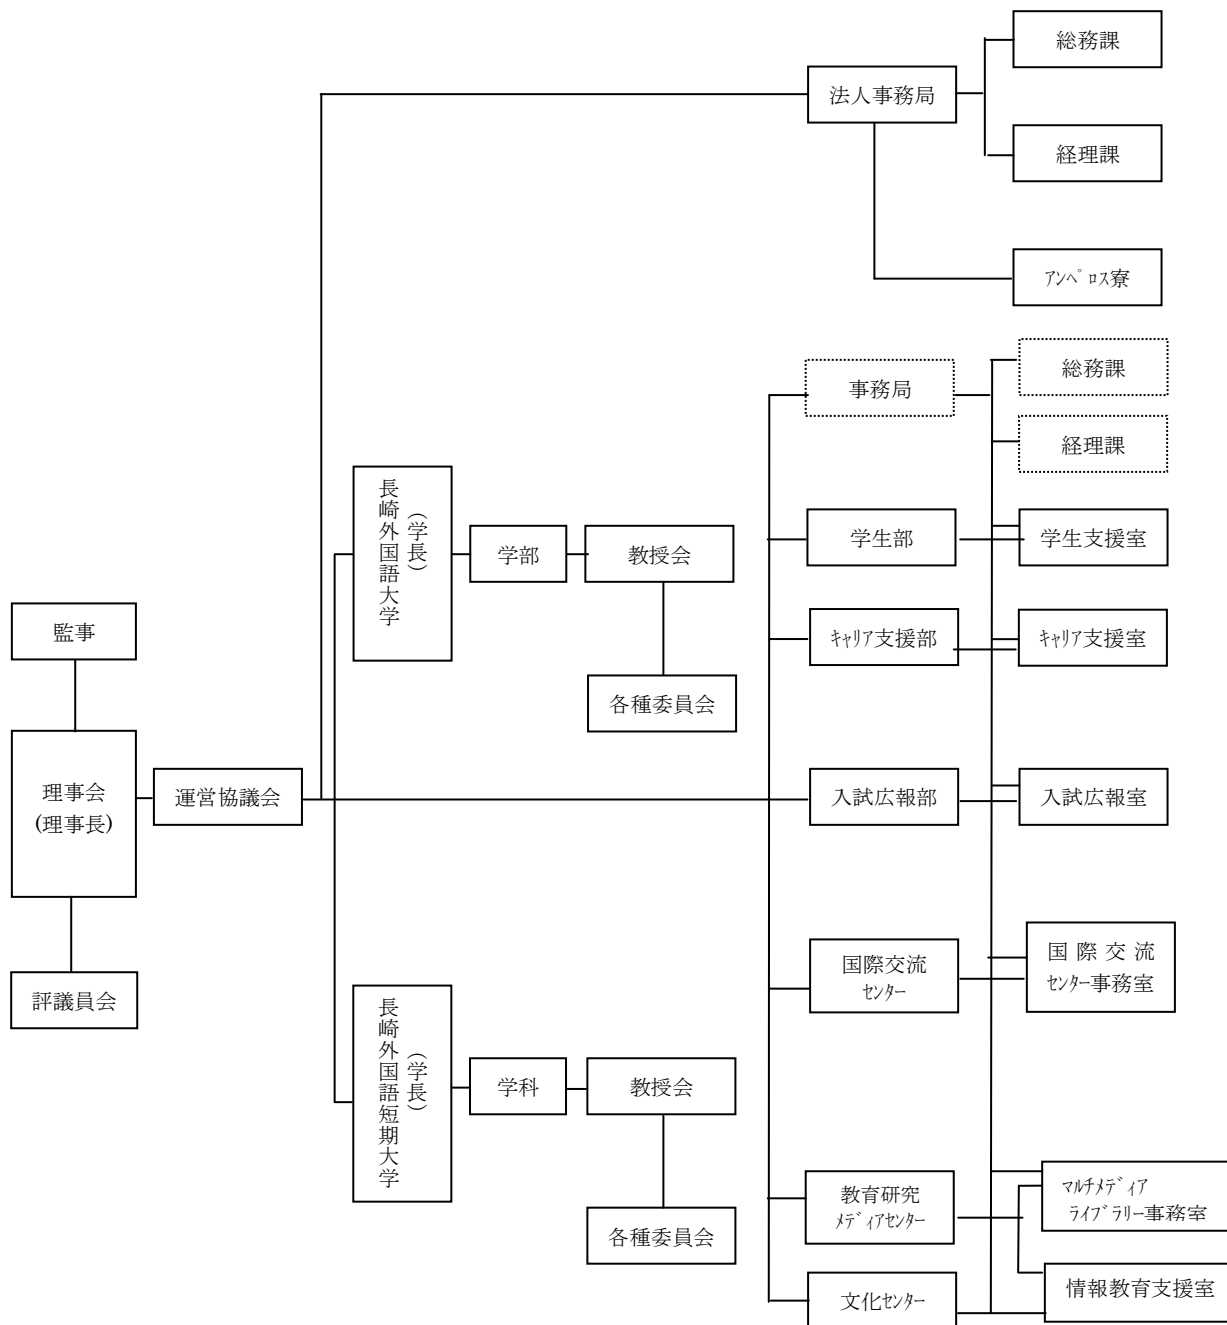 総務課
法人事務局
経理課
アンペロス寮
総務課
事務局
経理課
長崎外国語大学
(学長)
学部
教授会
学生部
学生支援室
監事
キャリア支援部
キャリア支援室
各種委員会
理事会
(理事長)
運営協議会
入試広報部
入試広報室
国際交流
センター
国際交流
センター事務室
評議員会
長崎外国語短期大学
(学長)
学科
教授会
教育研究
メディアセンター
マルチメディア
ライブラリー事務室
各種委員会
文化センター
情報教育支援室